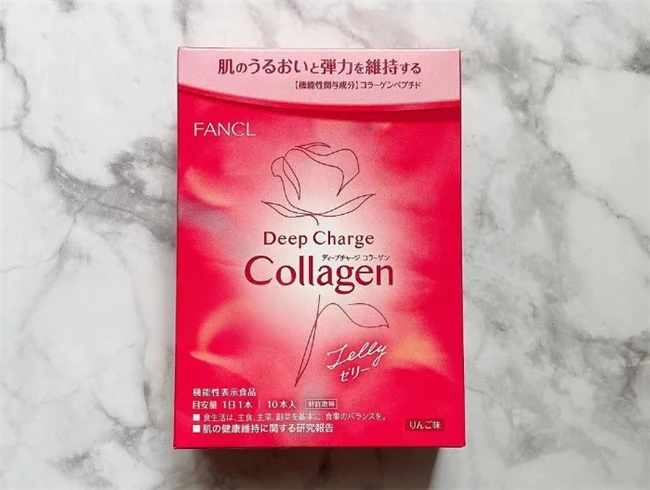 肌のうるおいと弾力を維持する
【機能性関与成分】コラーゲンペプチド
FANCL
Deep Charge
ディープチャージ コラーゲン
Collagen
Jelly
ゼリー
機能性表示食品
目安量 1日1本 10本入 特許取得
■食生活は、主食、主菜、副菜を基本に、食事のバランスを。
■肌の健康維持に関する研究報告
りんご味